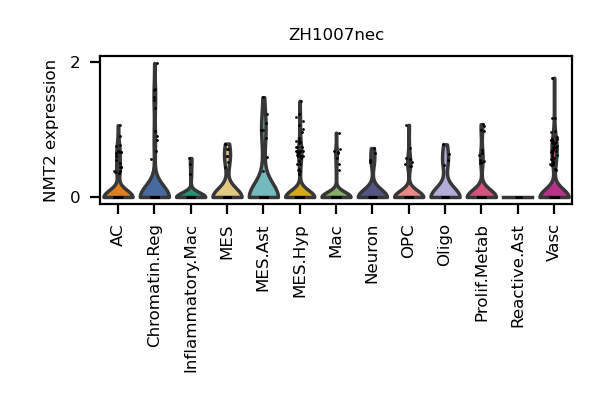 ZH1007nec
NMT2 expression
2
0
AC
Chromatin.Reg
Inflammatory.Mac
MES
MES.Ast
MES.Hyp
Mac
Neuron
OPC
Oligo
Prolif.Metab
Reactive.Ast
Vasc